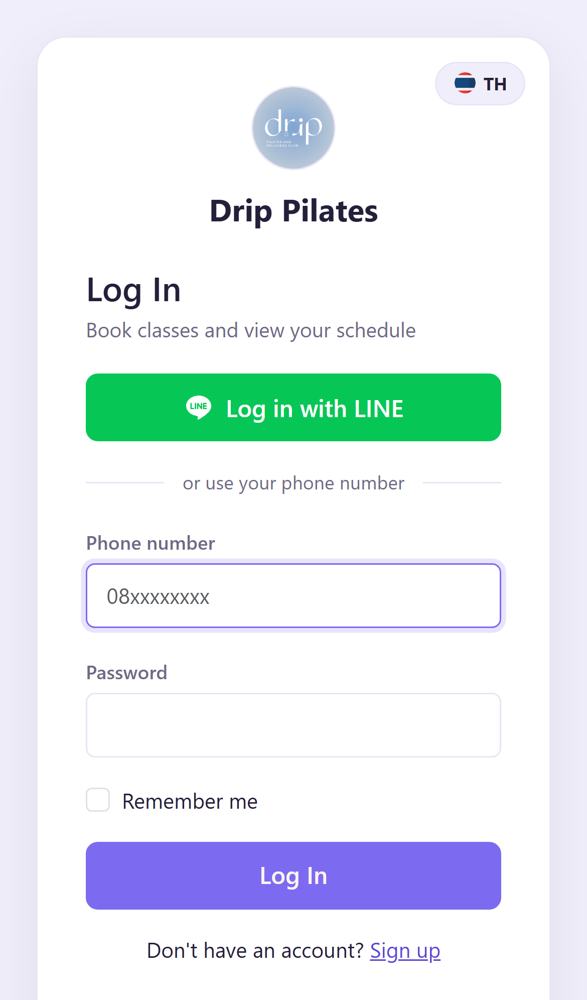 TH
drip
PILATES AND
WELLNESS CLUB
Drip Pilates
Log In
Book classes and view your schedule
LINE Log in with LINE
or use your phone number
Phone number
08xxxxxxxx
Password
Remember me
Log In
Don't have an account? Sign up